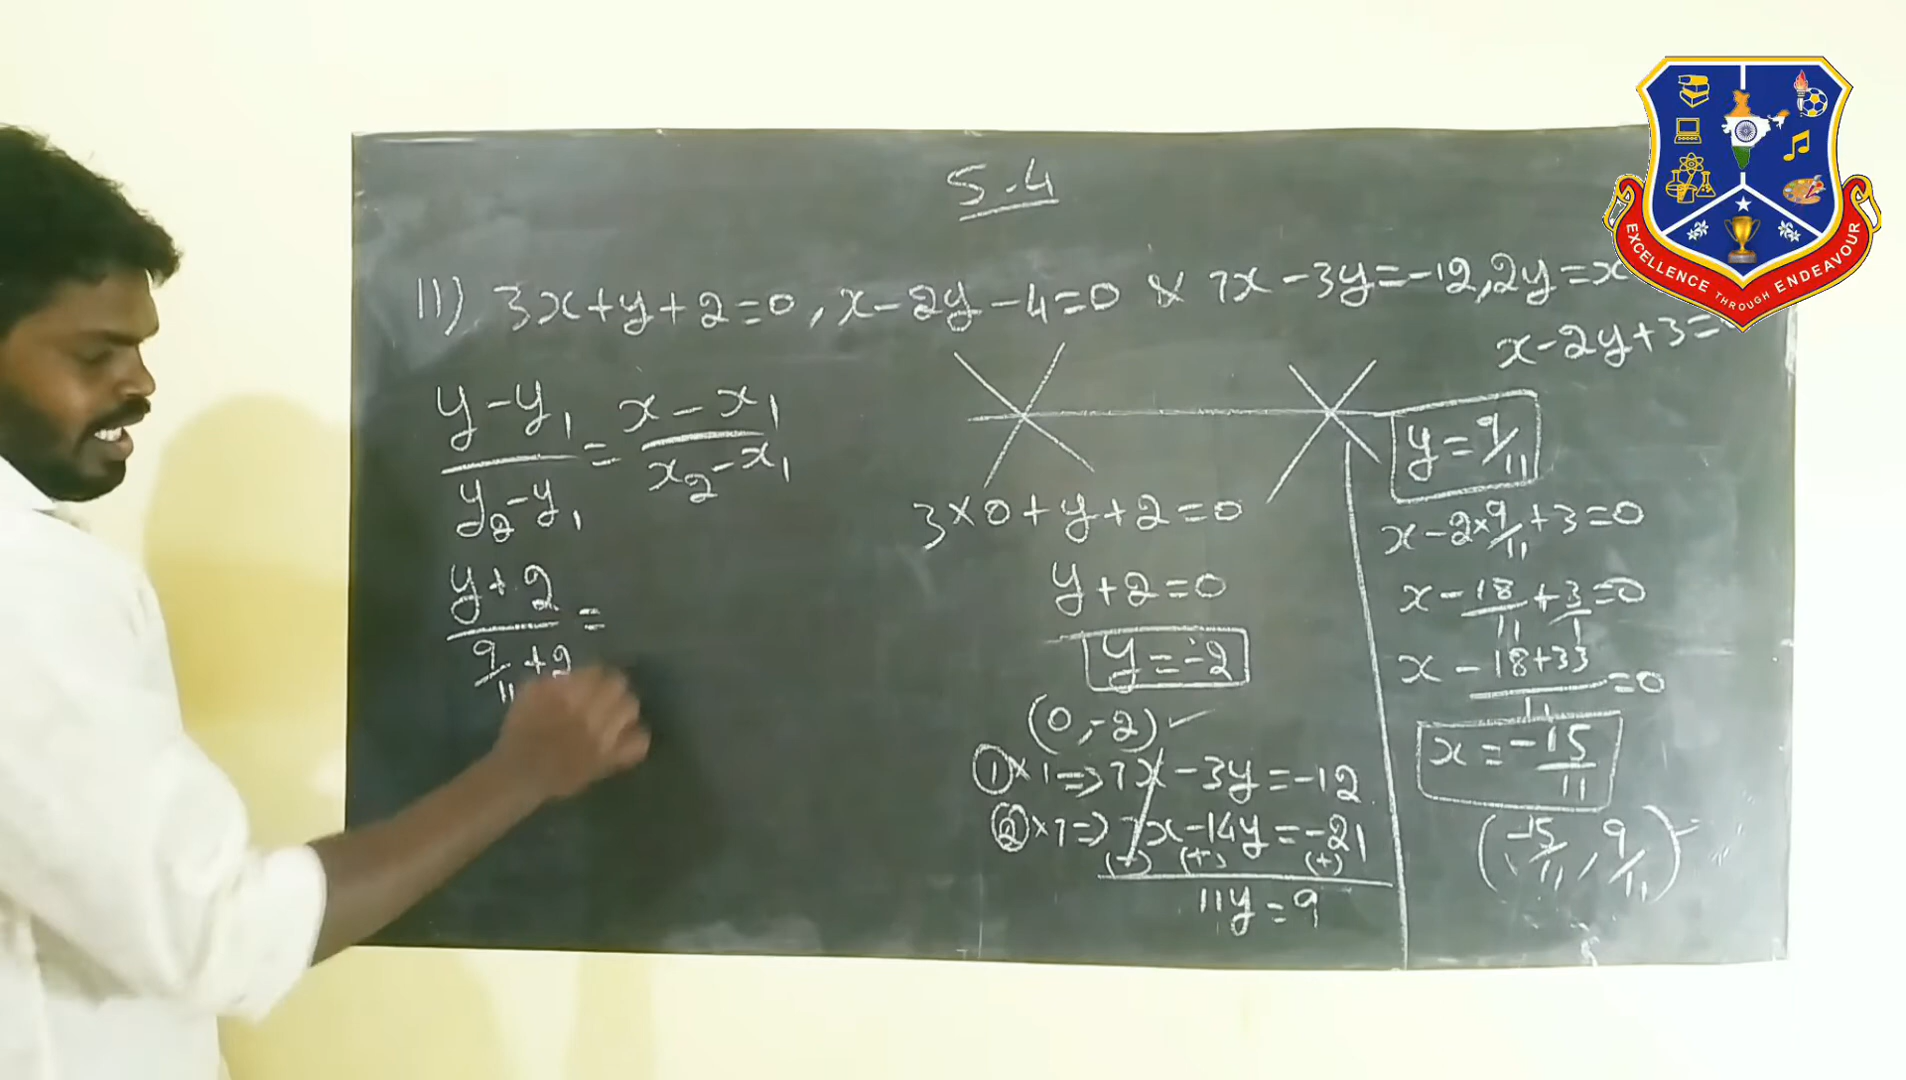 5.4
11) 3x+y+2=0, x-2y-4=0 & 7x-3y=-12, 2y=x
x-2y+3=
y-y₁/y₂-y₁ = x-x₁/x₂-x₁
y+2/9/11+2 =
3×0+y+2=0
y+2=0
y=-2
(0,-2)✓
①×1=>7x-3y=-12
②×7=>7x-14y=-21
(-) (+) (+)
11y=9
y=9/11
x-2×9/11+3=0
x-18/11+3/1=0
x-18+33/11=0
x=-15/11
(-15/11, 9/11)
EXCELLENCE THROUGH ENDEAVOUR